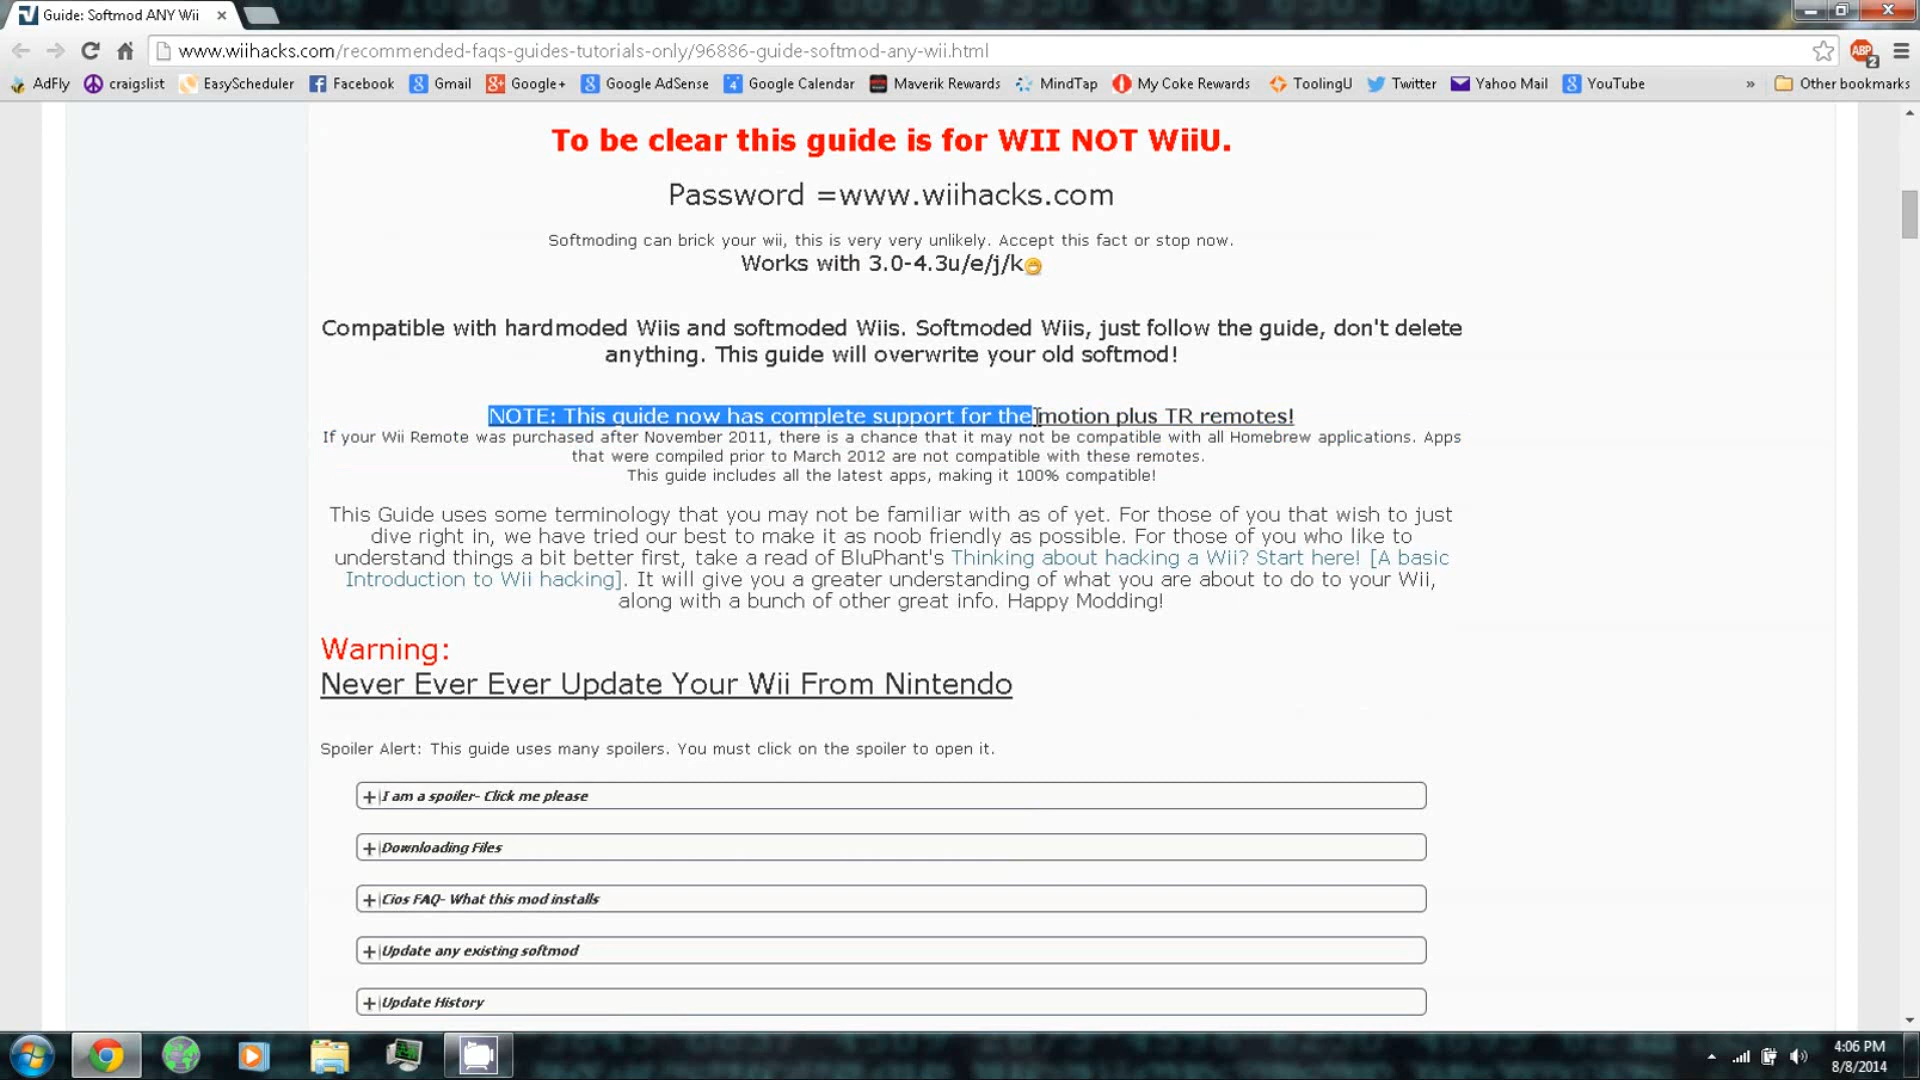 Guide: Softmod ANY Wii
www.wiihacks.com/recommended-faqs-guides-tutorials-only/96886-guide-softmod-any-wii.html
ABP
2
AdFly craigslist EasyScheduler Facebook Gmail Google+ Google AdSense Google Calendar Maverik Rewards MindTap My Coke Rewards ToolingU Twitter Yahoo Mail YouTube » Other bookmarks
To be clear this guide is for WII NOT WiiU.
Password =www.wiihacks.com
Softmoding can brick your wii, this is very very unlikely. Accept this fact or stop now.
Works with 3.0-4.3u/e/j/k
Compatible with hardmoded Wiis and softmoded Wiis. Softmoded Wiis, just follow the guide, don't delete
anything. This guide will overwrite your old softmod!
NOTE: This guide now has complete support for the motion plus TR remotes!
If your Wii Remote was purchased after November 2011, there is a chance that it may not be compatible with all Homebrew applications. Apps
that were compiled prior to March 2012 are not compatible with these remotes.
This guide includes all the latest apps, making it 100% compatible!
This Guide uses some terminology that you may not be familiar with as of yet. For those of you that wish to just
dive right in, we have tried our best to make it as noob friendly as possible. For those of you who like to
understand things a bit better first, take a read of BluPhant's Thinking about hacking a Wii? Start here! [A basic
Introduction to Wii hacking]. It will give you a greater understanding of what you are about to do to your Wii,
along with a bunch of other great info. Happy Modding!
Warning:
Never Ever Ever Update Your Wii From Nintendo
Spoiler Alert: This guide uses many spoilers. You must click on the spoiler to open it.
+ I am a spoiler- Click me please
+ Downloading Files
+ Cios FAQ- What this mod installs
+ Update any existing softmod
+ Update History
4:06 PM
8/8/2014